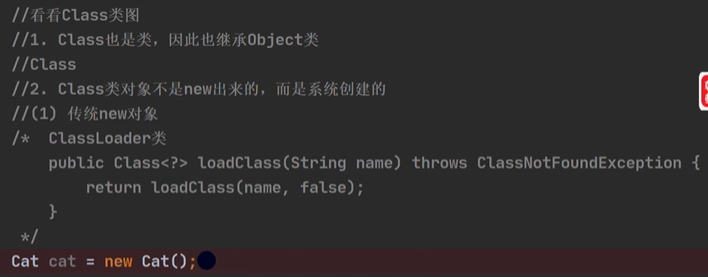 //看看Class类图
//1. Class也是类，因此也继承Object类
//Class
//2. Class类对象不是new出来的，而是系统创建的
//(1) 传统new对象
/*  ClassLoader类
    public Class<?> loadClass(String name) throws ClassNotFoundException {
        return loadClass(name, false);
    }
 */
Cat cat = new Cat();